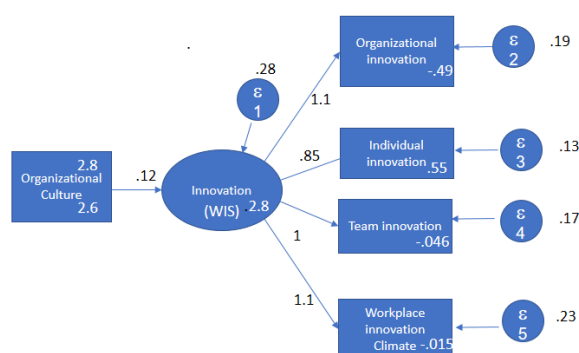 .
.28
ε
1
Organizational
innovation
-.49
ε
2
.19
1.1
2.8
Organizational
Culture
2.6
.12
Innovation
(WIS) .2.8
.85
Individual
innovation
.55
ε
3
.13
1
Team innovation
-.046
ε
4
.17
1.1
Workplace
innovation
Climate -.015
ε
5
.23